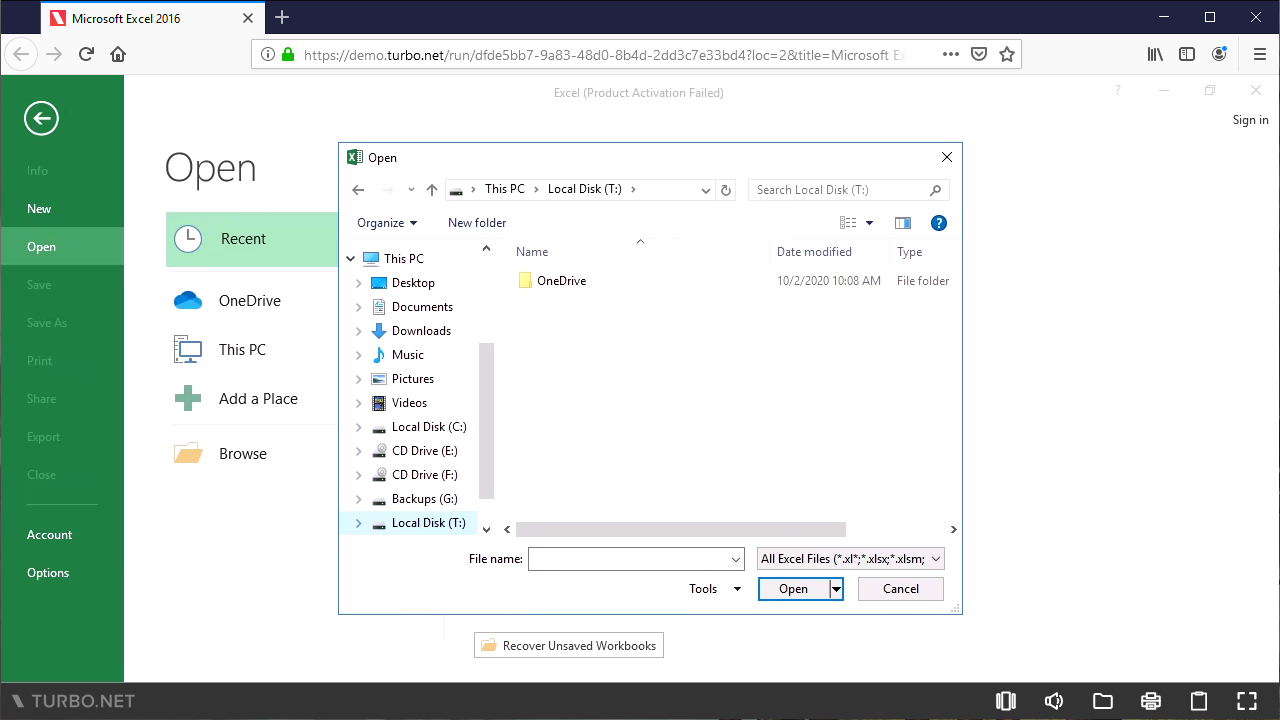 Microsoft Excel 2016
https://demo.turbo.net/run/dfde5bb7-9a83-48d0-8b4d-2dd3c7e33bd4?loc=2&title=Microsoft Ex
Excel (Product Activation Failed)
?
Sign in
Info
New
Open
Save
Save As
Print
Share
Export
Close
Account
Options
Open
Recent
OneDrive
This PC
Add a Place
Browse
Open
This PC > Local Disk (T:) >
Search Local Disk (T:)
Organize
New folder
?
This PC
Desktop
Documents
Downloads
Music
Pictures
Videos
Local Disk (C:)
CD Drive (E:)
CD Drive (F:)
Backups (G:)
Local Disk (T:)
Name Date modified Type
OneDrive 10/2/2020 10:08 AM File folder
File name:
All Excel Files (*.xl*;*.xlsx;*.xlsm;
Tools
Open
Cancel
Recover Unsaved Workbooks
TURBO.NET